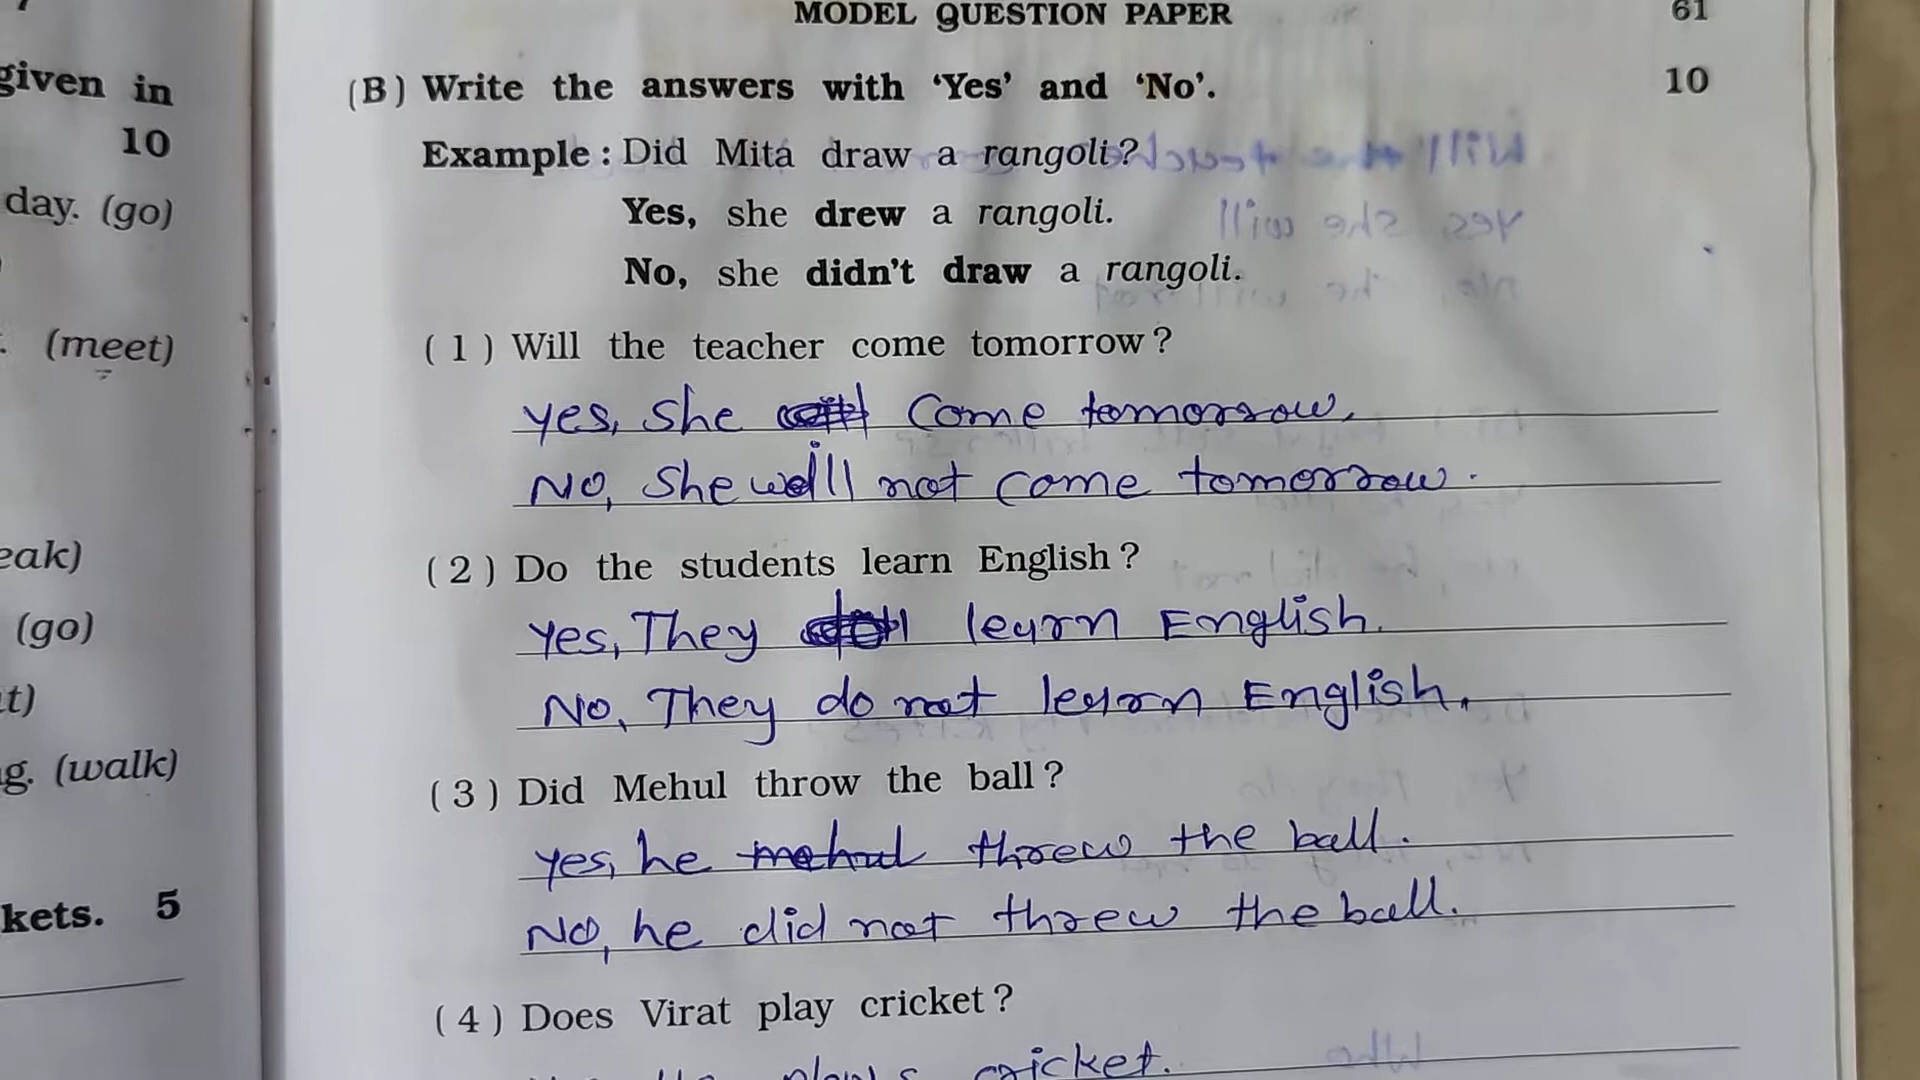 MODEL QUESTION PAPER 61
given in
10
day. (go)
(meet)
eak)
(go)
t)
g. (walk)
kets. 5
(B) Write the answers with ‘Yes’ and ‘No’. 10
Example : Did Mita draw a rangoli?
Yes, she drew a rangoli.
No, she didn't draw a rangoli.
(1) Will the teacher come tomorrow?
yes, she come tomorrow.
No, she will not come tomorrow.
(2) Do the students learn English?
yes, They learn English.
No, They do not learn English.
(3) Did Mehul throw the ball?
yes, he mehul threw the ball.
No, he did not threw the ball.
(4) Does Virat play cricket?
plays cricket.